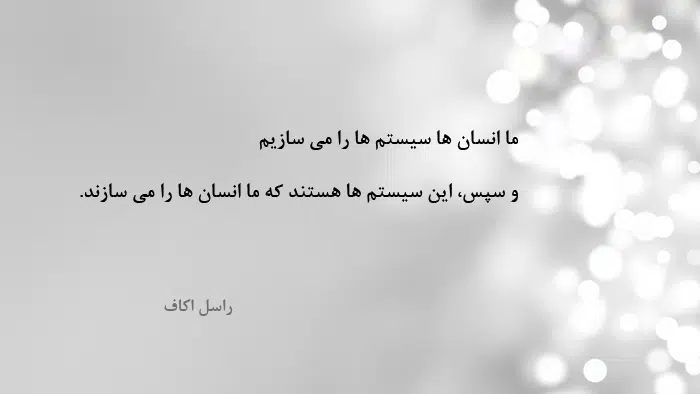 ما انسان ها سیستم ها را می سازیم
و سپس، این سیستم ها هستند که ما انسان ها را می سازند.
راسل اکاف